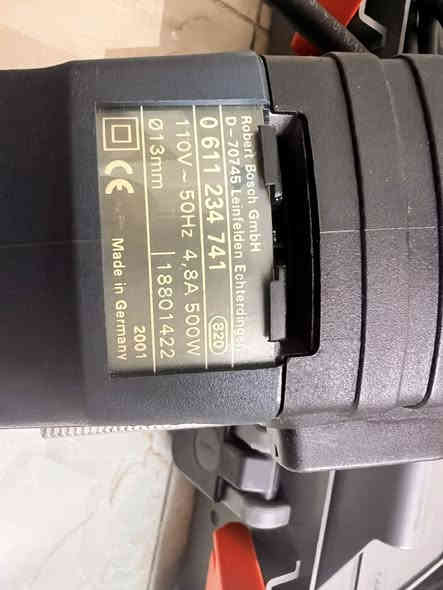 Robert Bosch GmbH
D-70745 Leinfelden Echterdingen
0 611 234 741 820
110V~50Hz 4,8A 500W
Ø13mm 18801422
CE Made in Germany 2001